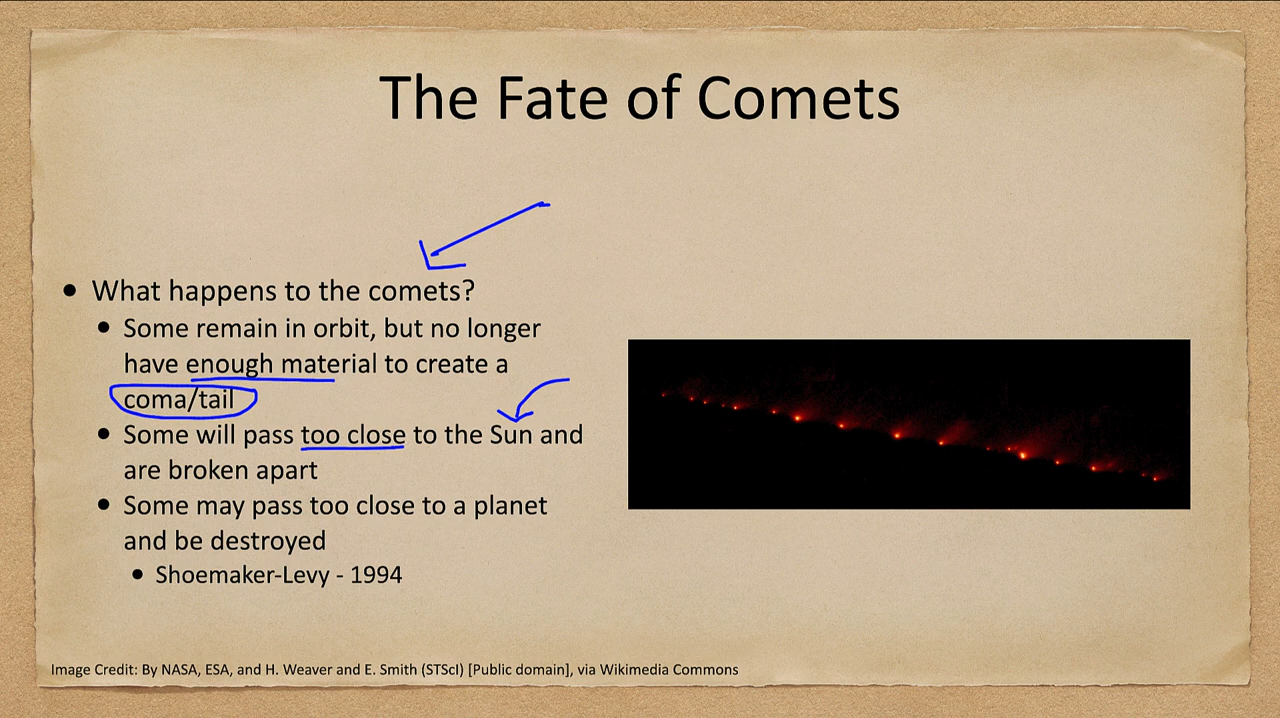 The Fate of Comets
• What happens to the comets?
• Some remain in orbit, but no longer
have enough material to create a
coma/tail
• Some will pass too close to the Sun and
are broken apart
• Some may pass too close to a planet
and be destroyed
• Shoemaker-Levy - 1994
Image Credit: By NASA, ESA, and H. Weaver and E. Smith (STScI) [Public domain], via Wikimedia Commons